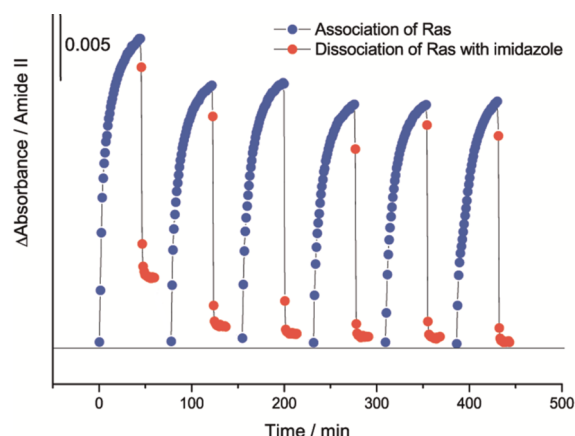 0.005
Association of Ras
Dissociation of Ras with imidazole
ΔAbsorbance / Amide II
0 100 200 300 400 500
Time / min